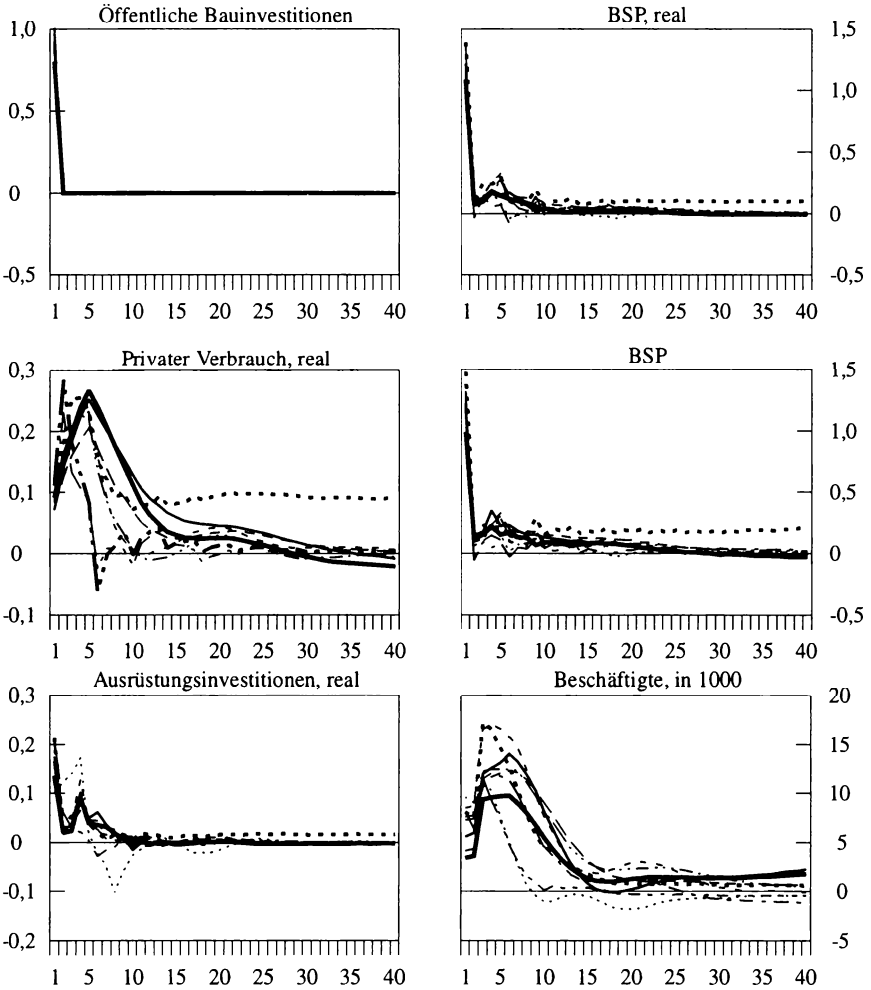 Öffentliche Bauinvestitionen
1,0
0,5
0
-0,5
1 5 10 15 20 25 30 35 40
BSP, real
1,5
1,0
0,5
0
-0,5
1 5 10 15 20 25 30 35 40
Privater Verbrauch, real
0,3
0,2
0,1
0
-0,1
1 5 10 15 20 25 30 35 40
BSP
1,5
1,0
0,5
0
-0,5
1 5 10 15 20 25 30 35 40
Ausrüstungsinvestitionen, real
0,3
0,2
0,1
0
-0,1
-0,2
1 5 10 15 20 25 30 35 40
Beschäftigte, in 1000
20
15
10
5
0
-5
1 5 10 15 20 25 30 35 40